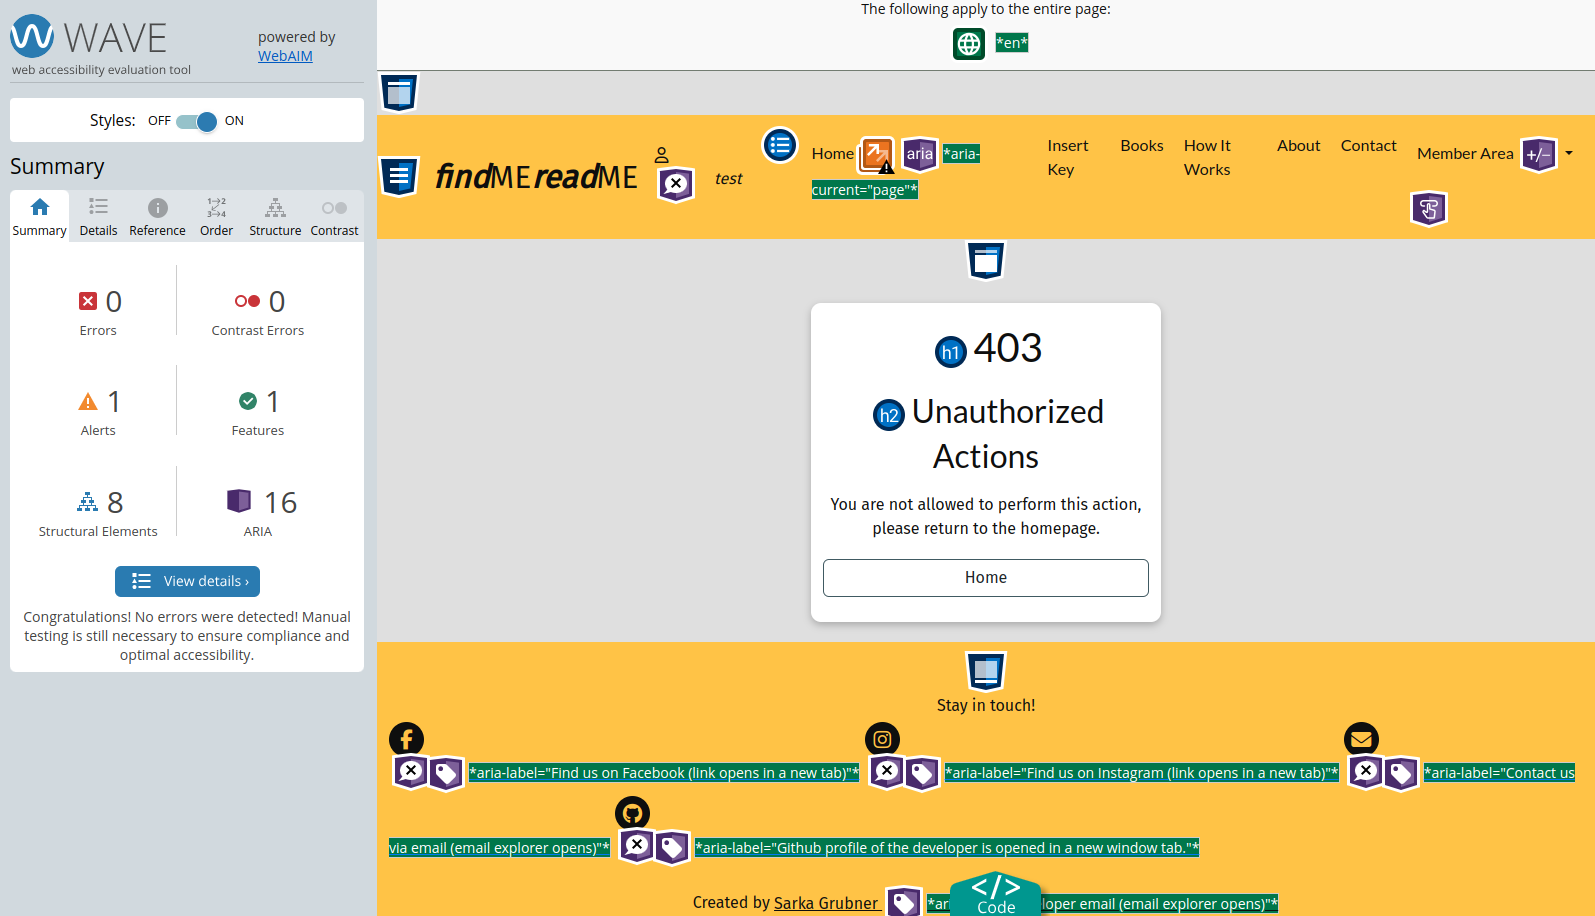 WAVE
powered by
WebAIM
web accessibility evaluation tool
Styles: OFF ON
Summary
Summary Details Reference Order Structure Contrast
0 0
Errors Contrast Errors
1 1
Alerts Features
8 16
Structural Elements ARIA
View details ›
Congratulations! No errors were detected! Manual
testing is still necessary to ensure compliance and
optimal accessibility.
The following apply to the entire page:
*en*
findMEreadME
test
Home aria *aria-
current="page"*
Insert
Key
Books
How It
Works
About
Contact
Member Area +/−
h1 403
h2 Unauthorized
Actions
You are not allowed to perform this action,
please return to the homepage.
Home
Stay in touch!
*aria-label="Find us on Facebook (link opens in a new tab)"* *aria-label="Find us on Instagram (link opens in a new tab)"* *aria-label="Contact us
via email (email explorer opens)"* *aria-label="Github profile of the developer is opened in a new window tab."*
Created by Sarka Grubner email (email explorer opens)"*
</> Code